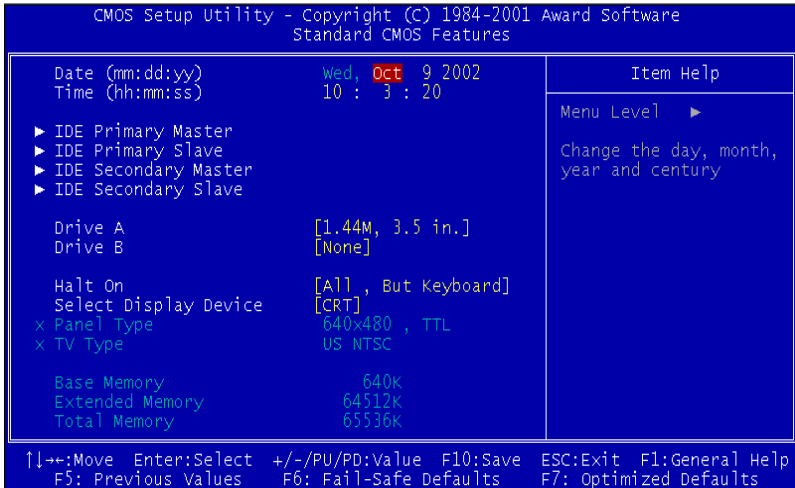 CMOS Setup Utility - Copyright (C) 1984-2001 Award Software
Standard CMOS Features
Date (mm:dd:yy) Wed, Oct 9 2002
Time (hh:mm:ss) 10 : 3 : 20
► IDE Primary Master
► IDE Primary Slave
► IDE Secondary Master
► IDE Secondary Slave
Drive A [1.44M, 3.5 in.]
Drive B [None]
Halt On [All , But Keyboard]
Select Display Device [CRT]
x Panel Type 640x480 , TTL
x TV Type US NTSC
Base Memory 640K
Extended Memory 64512K
Total Memory 65536K
Item Help
Menu Level ►
Change the day, month,
year and century
↑↓→←:Move Enter:Select +/-/PU/PD:Value F10:Save ESC:Exit F1:General Help
F5: Previous Values F6: Fail-Safe Defaults F7: Optimized Defaults